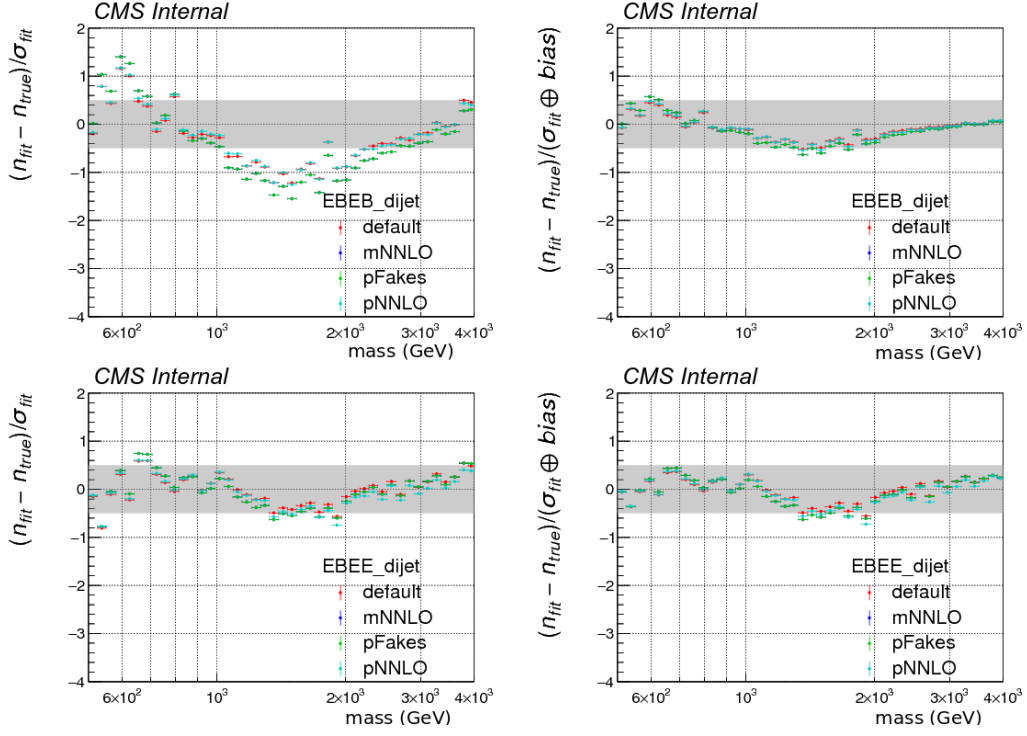 CMS Internal
(n_fit − n_true)/σ_fit
2
1
0
−1
−2
−3
−4
EBEB_dijet
default
mNNLO
pFakes
pNNLO
6×10² 10³ 2×10³ 3×10³ 4×10³
mass (GeV)
CMS Internal
(n_fit − n_true)/(σ_fit ⊕ bias)
2
1
0
−1
−2
−3
−4
EBEB_dijet
default
mNNLO
pFakes
pNNLO
6×10² 10³ 2×10³ 3×10³ 4×10³
mass (GeV)
CMS Internal
(n_fit − n_true)/σ_fit
2
1
0
−1
−2
−3
−4
EBEE_dijet
default
mNNLO
pFakes
pNNLO
6×10² 10³ 2×10³ 3×10³ 4×10³
mass (GeV)
CMS Internal
(n_fit − n_true)/(σ_fit ⊕ bias)
2
1
0
−1
−2
−3
−4
EBEE_dijet
default
mNNLO
pFakes
pNNLO
6×10² 10³ 2×10³ 3×10³ 4×10³
mass (GeV)